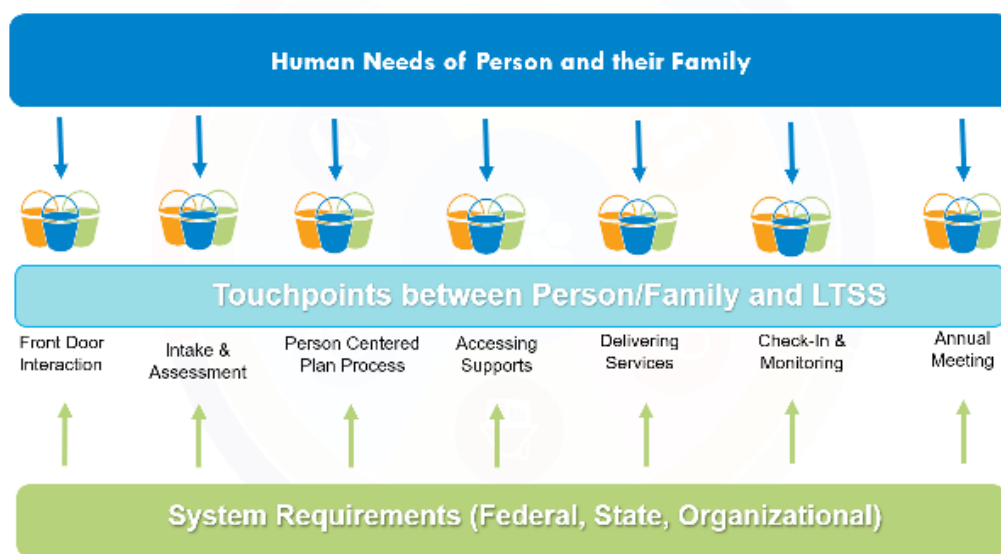 Human Needs of Person and their Family
Touchpoints between Person/Family and LTSS
Front Door
Interaction
Intake &
Assessment
Person Centered
Plan Process
Accessing
Supports
Delivering
Services
Check-In &
Monitoring
Annual
Meeting
System Requirements (Federal, State, Organizational)